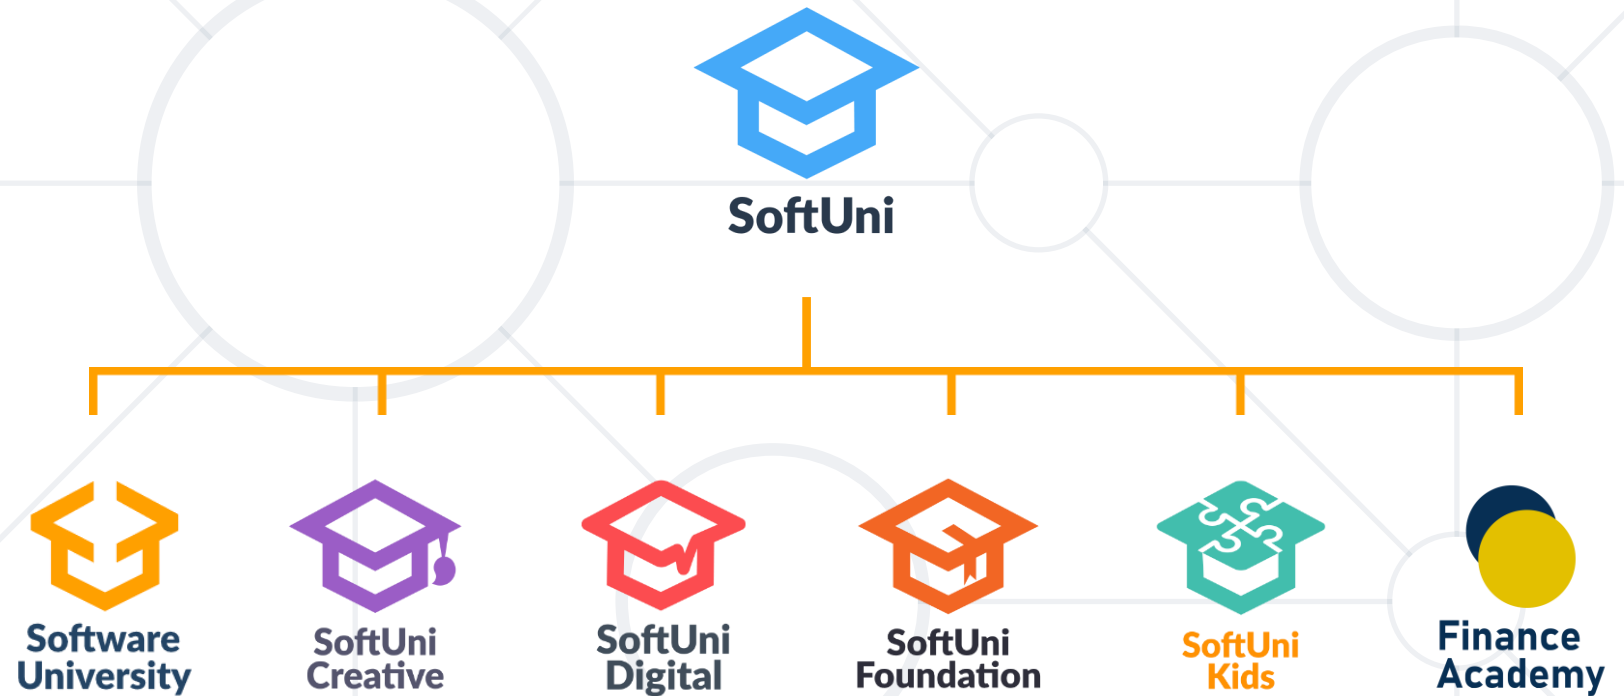 SoftUni
Software
University
SoftUni
Creative
SoftUni
Digital
SoftUni
Foundation
SoftUni
Kids
Finance
Academy